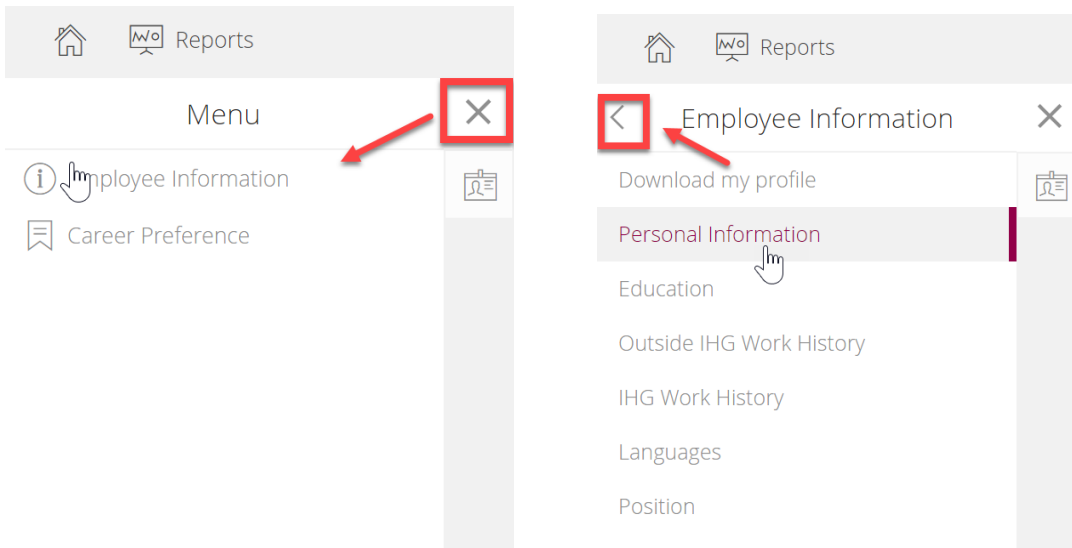 Reports
Menu
Employee Information
Career Preference
Reports
Employee Information
Download my profile
Personal Information
Education
Outside IHG Work History
IHG Work History
Languages
Position